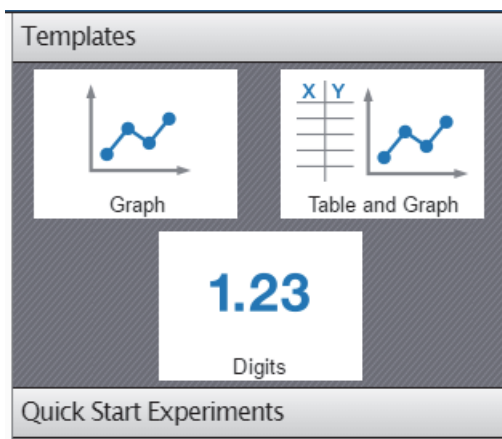 Templates
X Y
Graph
Table and Graph
1.23
Digits
Quick Start Experiments